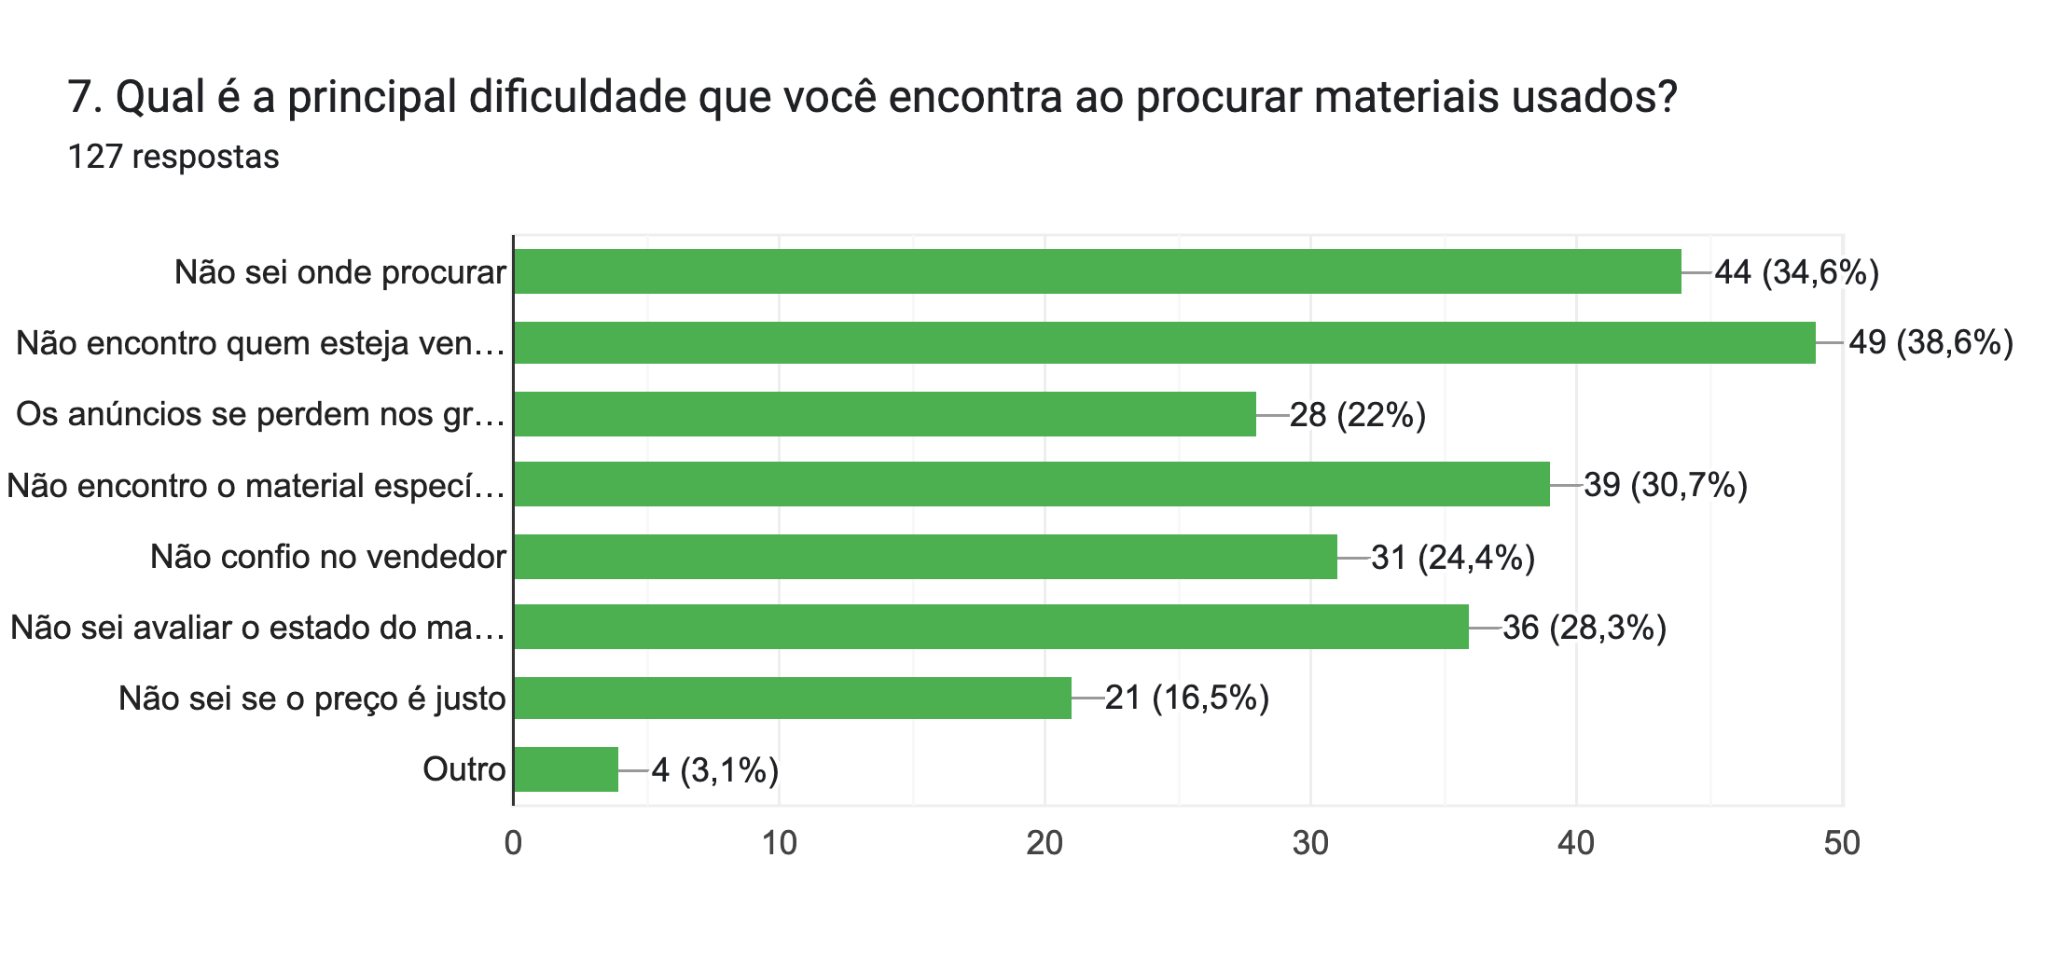 7. Qual é a principal dificuldade que você encontra ao procurar materiais usados?
127 respostas
Não sei onde procurar 44 (34,6%)
Não encontro quem esteja ven… 49 (38,6%)
Os anúncios se perdem nos gr… 28 (22%)
Não encontro o material especí… 39 (30,7%)
Não confio no vendedor 31 (24,4%)
Não sei avaliar o estado do ma… 36 (28,3%)
Não sei se o preço é justo 21 (16,5%)
Outro 4 (3,1%)
0 10 20 30 40 50